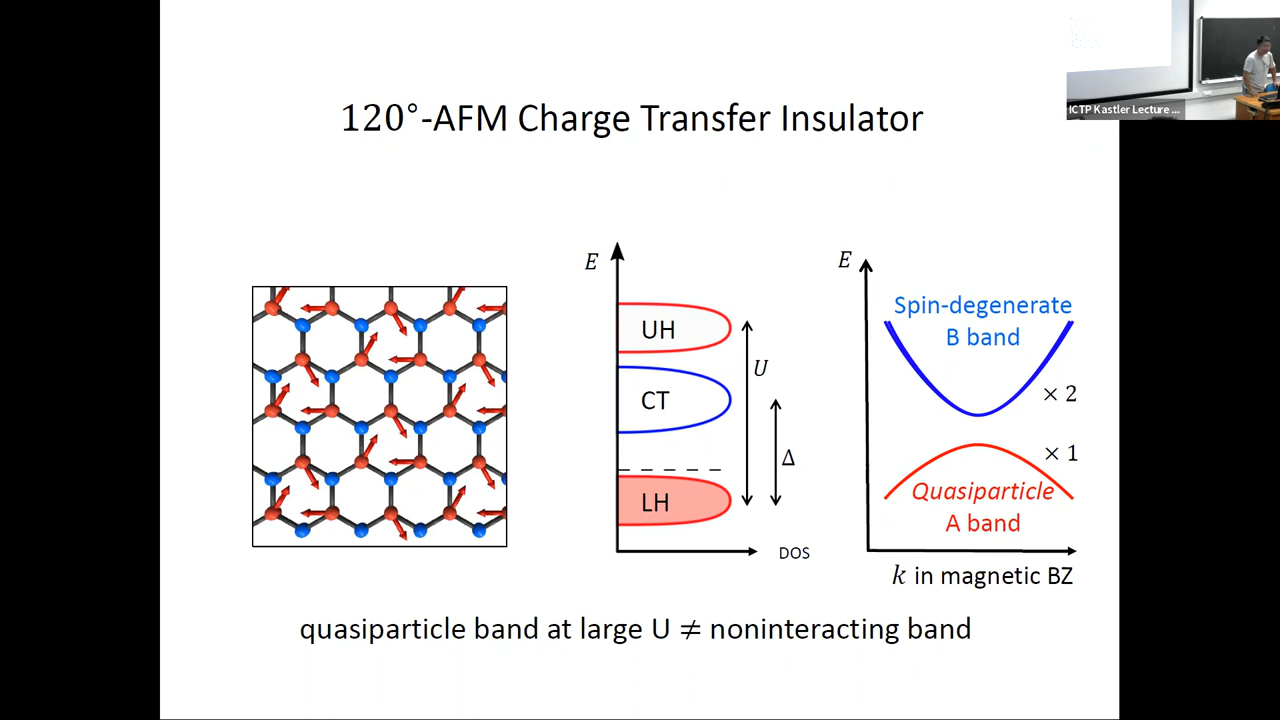 120°-AFM Charge Transfer Insulator
ICTP Kastler Lecture ...
E
UH
CT
LH
U
Δ
DOS
E
Spin-degenerate
B band
× 2
× 1
Quasiparticle
A band
k in magnetic BZ
quasiparticle band at large U ≠ noninteracting band